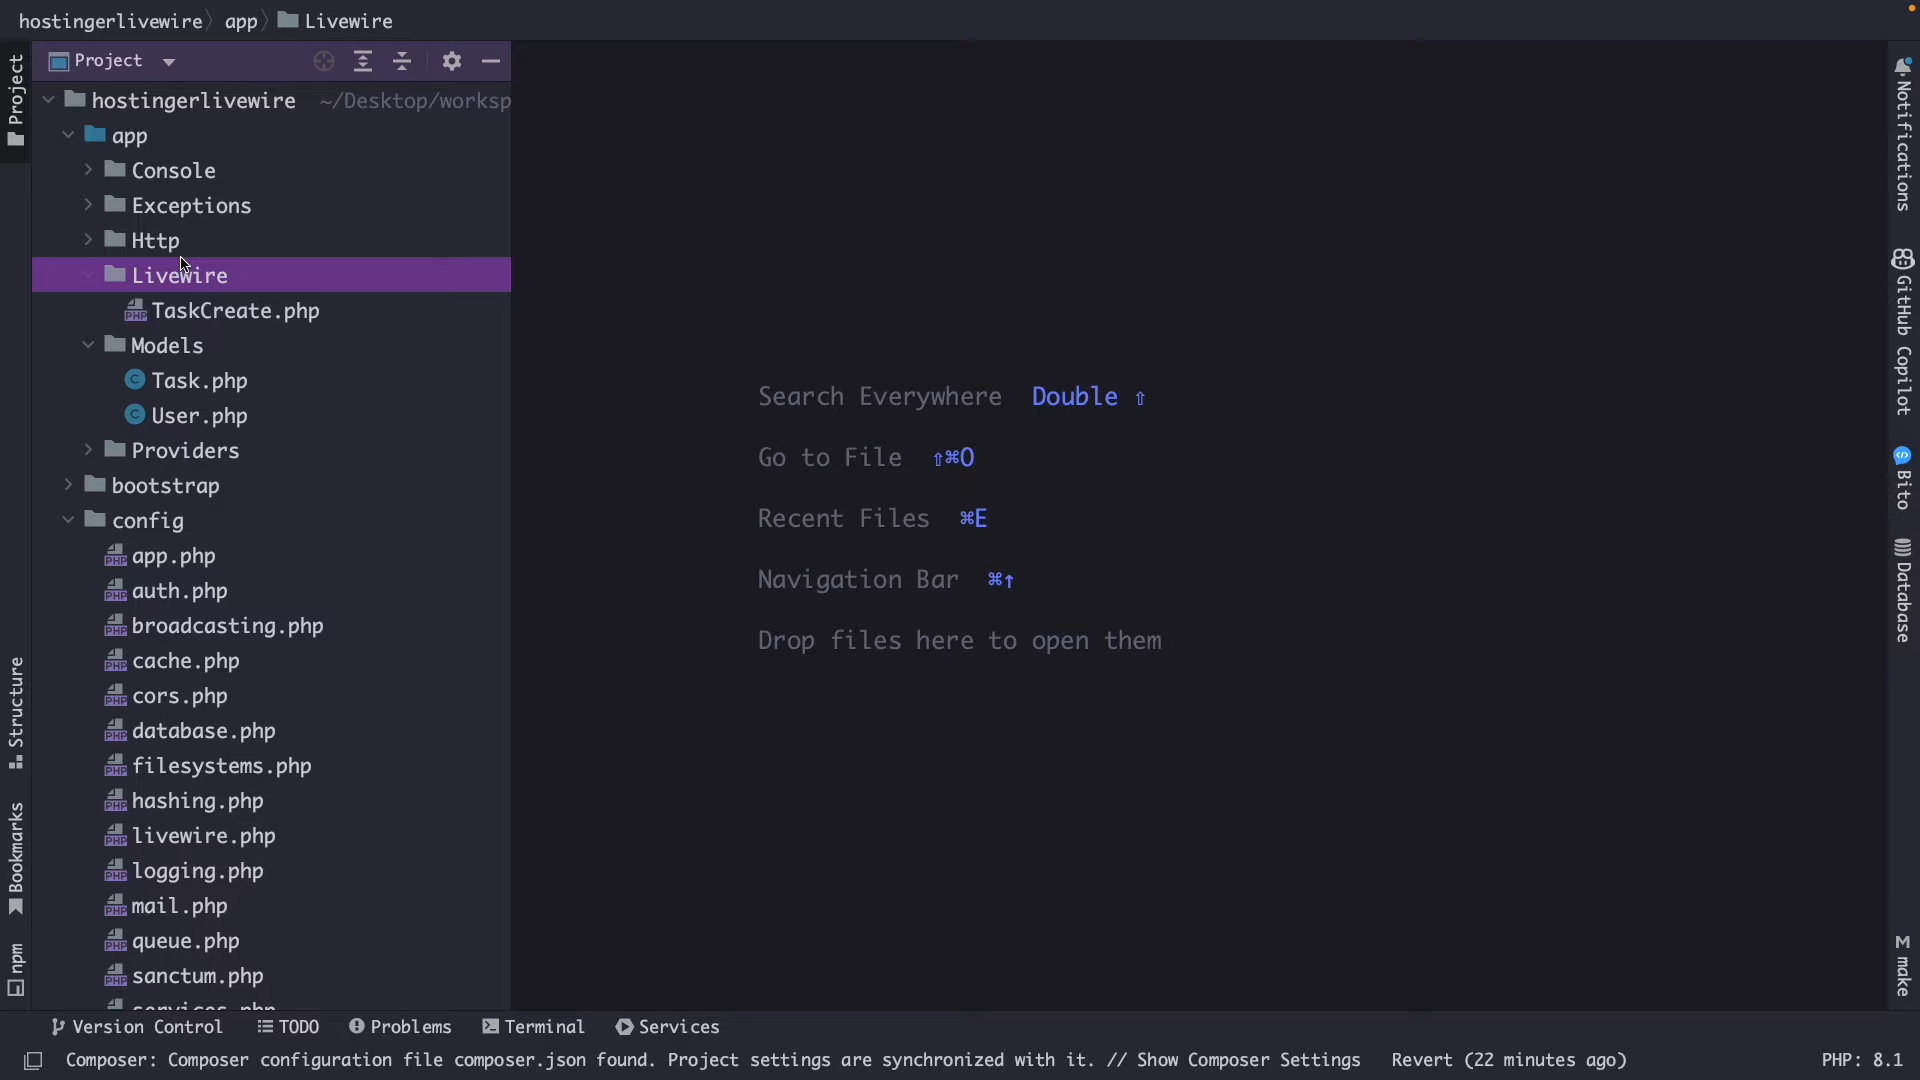 hostingerlivewire 〉 app 〉 Livewire
Project
hostingerlivewire ~/Desktop/worksp
app
Console
Exceptions
Http
Livewire
TaskCreate.php
Models
Task.php
User.php
Providers
bootstrap
config
app.php
auth.php
broadcasting.php
cache.php
cors.php
database.php
filesystems.php
hashing.php
livewire.php
logging.php
mail.php
queue.php
sanctum.php
services.php
Project
Structure
Bookmarks
npm
Search Everywhere Double ⇧
Go to File ⇧⌘O
Recent Files ⌘E
Navigation Bar ⌘↑
Drop files here to open them
Notifications
GitHub Copilot
Bito
Database
M make
Version Control TODO Problems Terminal Services
Composer: Composer configuration file composer.json found. Project settings are synchronized with it. // Show Composer Settings Revert (22 minutes ago) PHP: 8.1